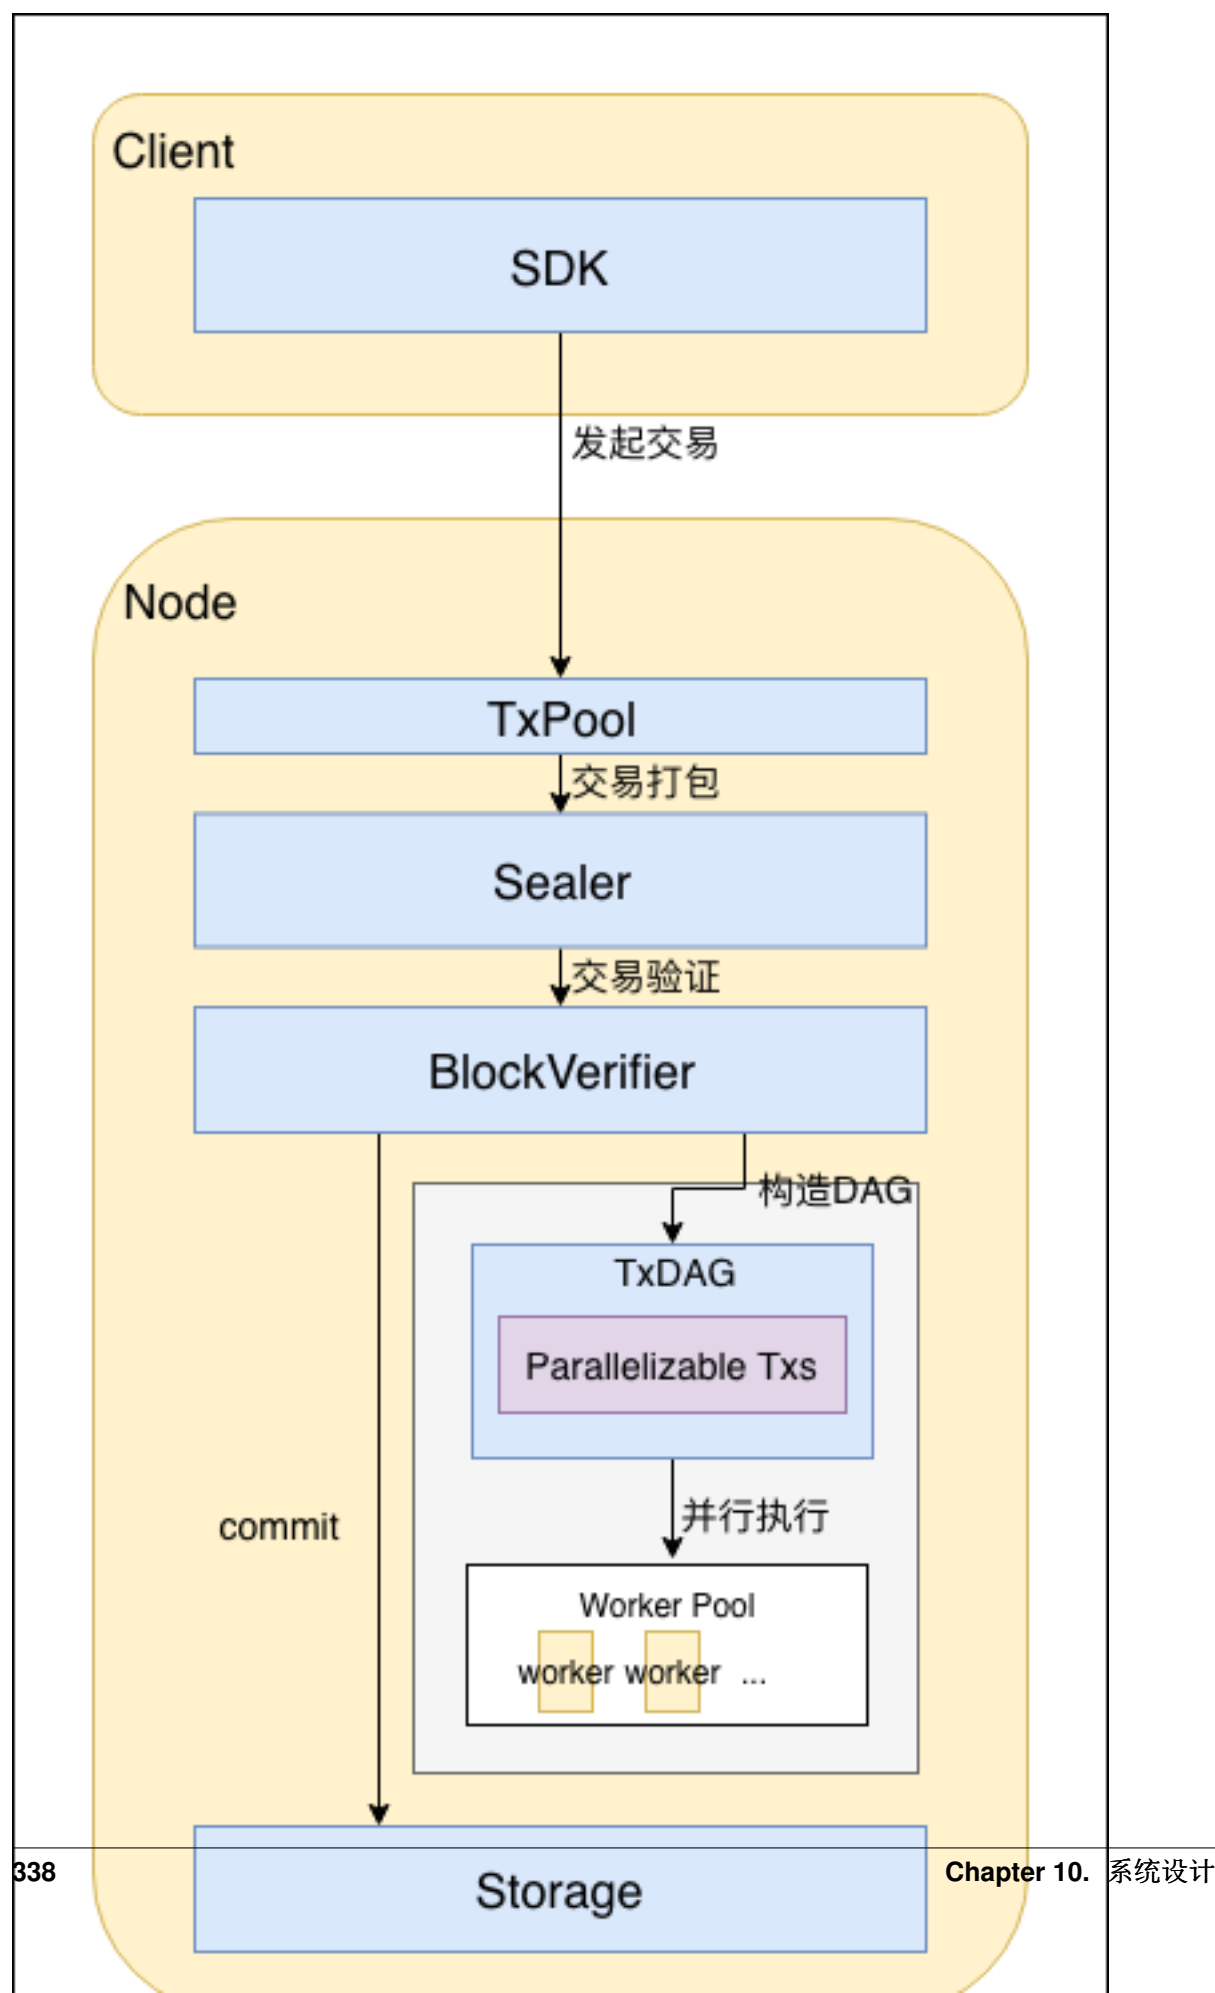 Client
SDK
发起交易
Node
TxPool
交易打包
Sealer
交易验证
BlockVerifier
构造DAG
TxDAG
Parallelizable Txs
commit
并行执行
Worker Pool
worker worker ...
338 Chapter 10. 系统设计
Storage